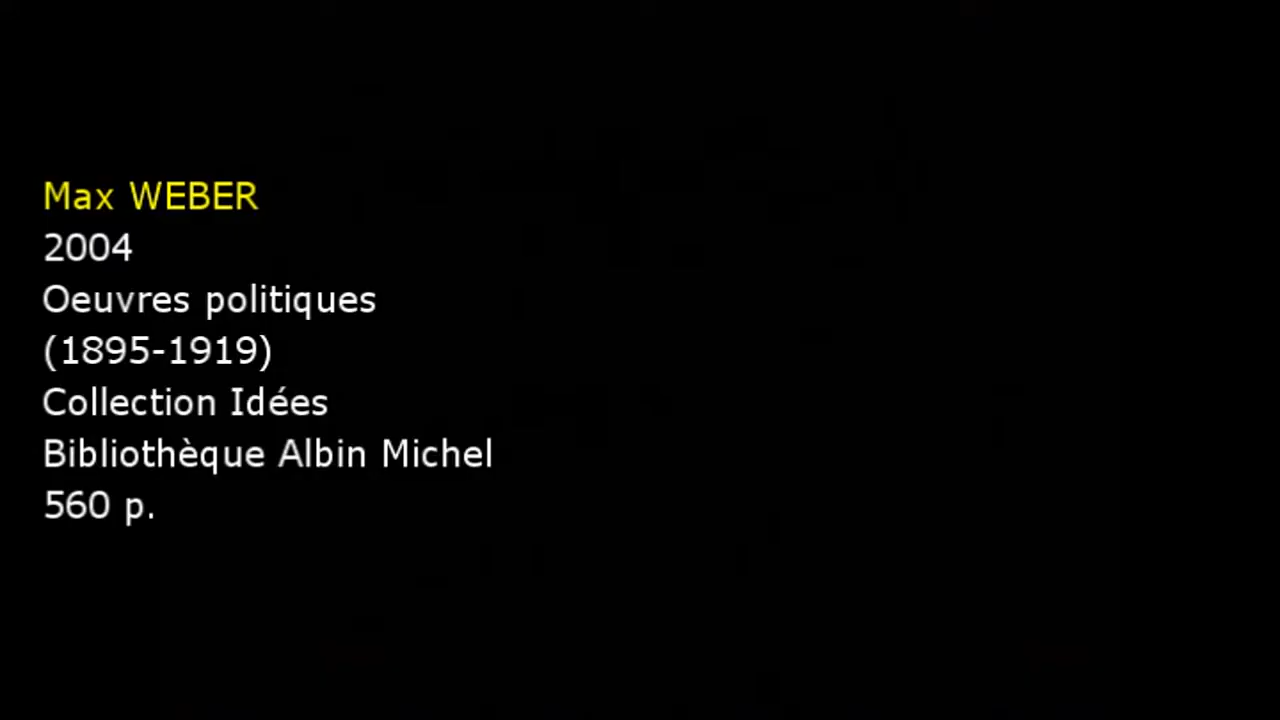 Max WEBER
2004
Oeuvres politiques
(1895-1919)
Collection Idées
Bibliothèque Albin Michel
560 p.